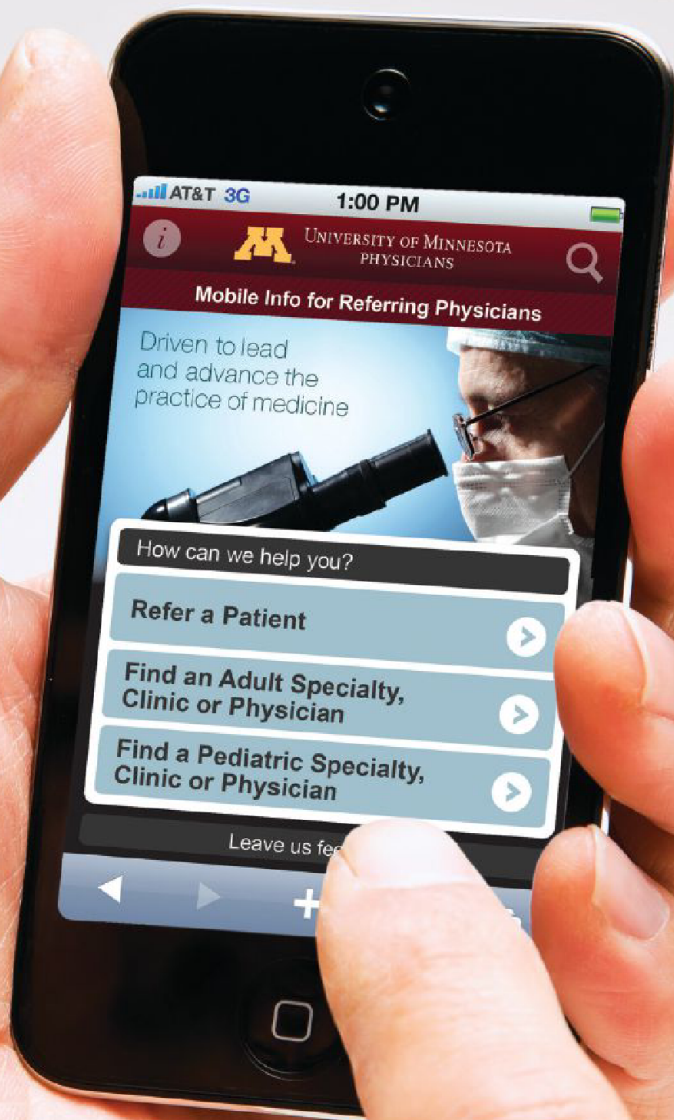 AT&T 3G 1:00 PM
i
M
UNIVERSITY OF MINNESOTA
PHYSICIANS
Mobile Info for Referring Physicians
Driven to lead
and advance the
practice of medicine
How can we help you?
Refer a Patient
Find an Adult Specialty,
Clinic or Physician
Find a Pediatric Specialty,
Clinic or Physician
Leave us